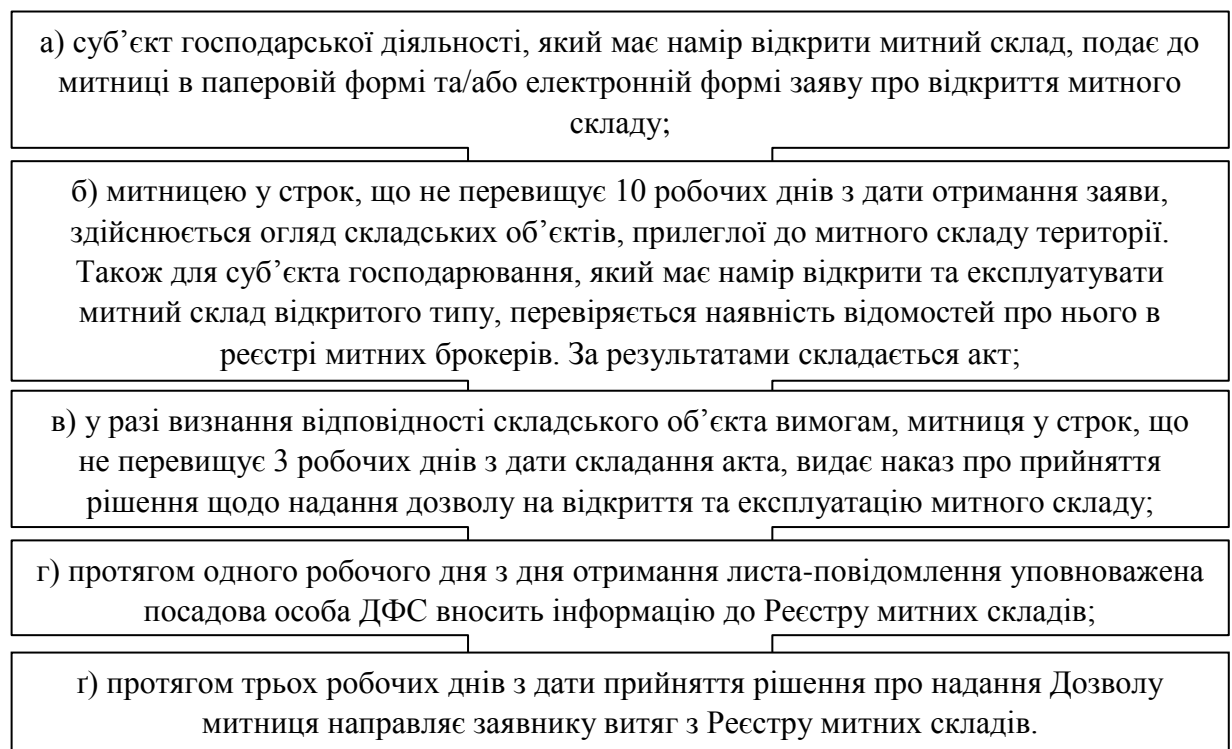 а) суб’єкт господарської діяльності, який має намір відкрити митний склад, подає до
митниці в паперовій формі та/або електронній формі заяву про відкриття митного
складу;
б) митницею у строк, що не перевищує 10 робочих днів з дати отримання заяви,
здійснюється огляд складських об’єктів, прилеглої до митного складу території.
Також для суб’єкта господарювання, який має намір відкрити та експлуатувати
митний склад відкритого типу, перевіряється наявність відомостей про нього в
реєстрі митних брокерів. За результатами складається акт;
в) у разі визнання відповідності складського об’єкта вимогам, митниця у строк, що
не перевищує 3 робочих днів з дати складання акта, видає наказ про прийняття
рішення щодо надання дозволу на відкриття та експлуатацію митного складу;
г) протягом одного робочого дня з дня отримання листа-повідомлення уповноважена
посадова особа ДФС вносить інформацію до Реєстру митних складів;
ґ) протягом трьох робочих днів з дати прийняття рішення про надання Дозволу
митниця направляє заявнику витяг з Реєстру митних складів.